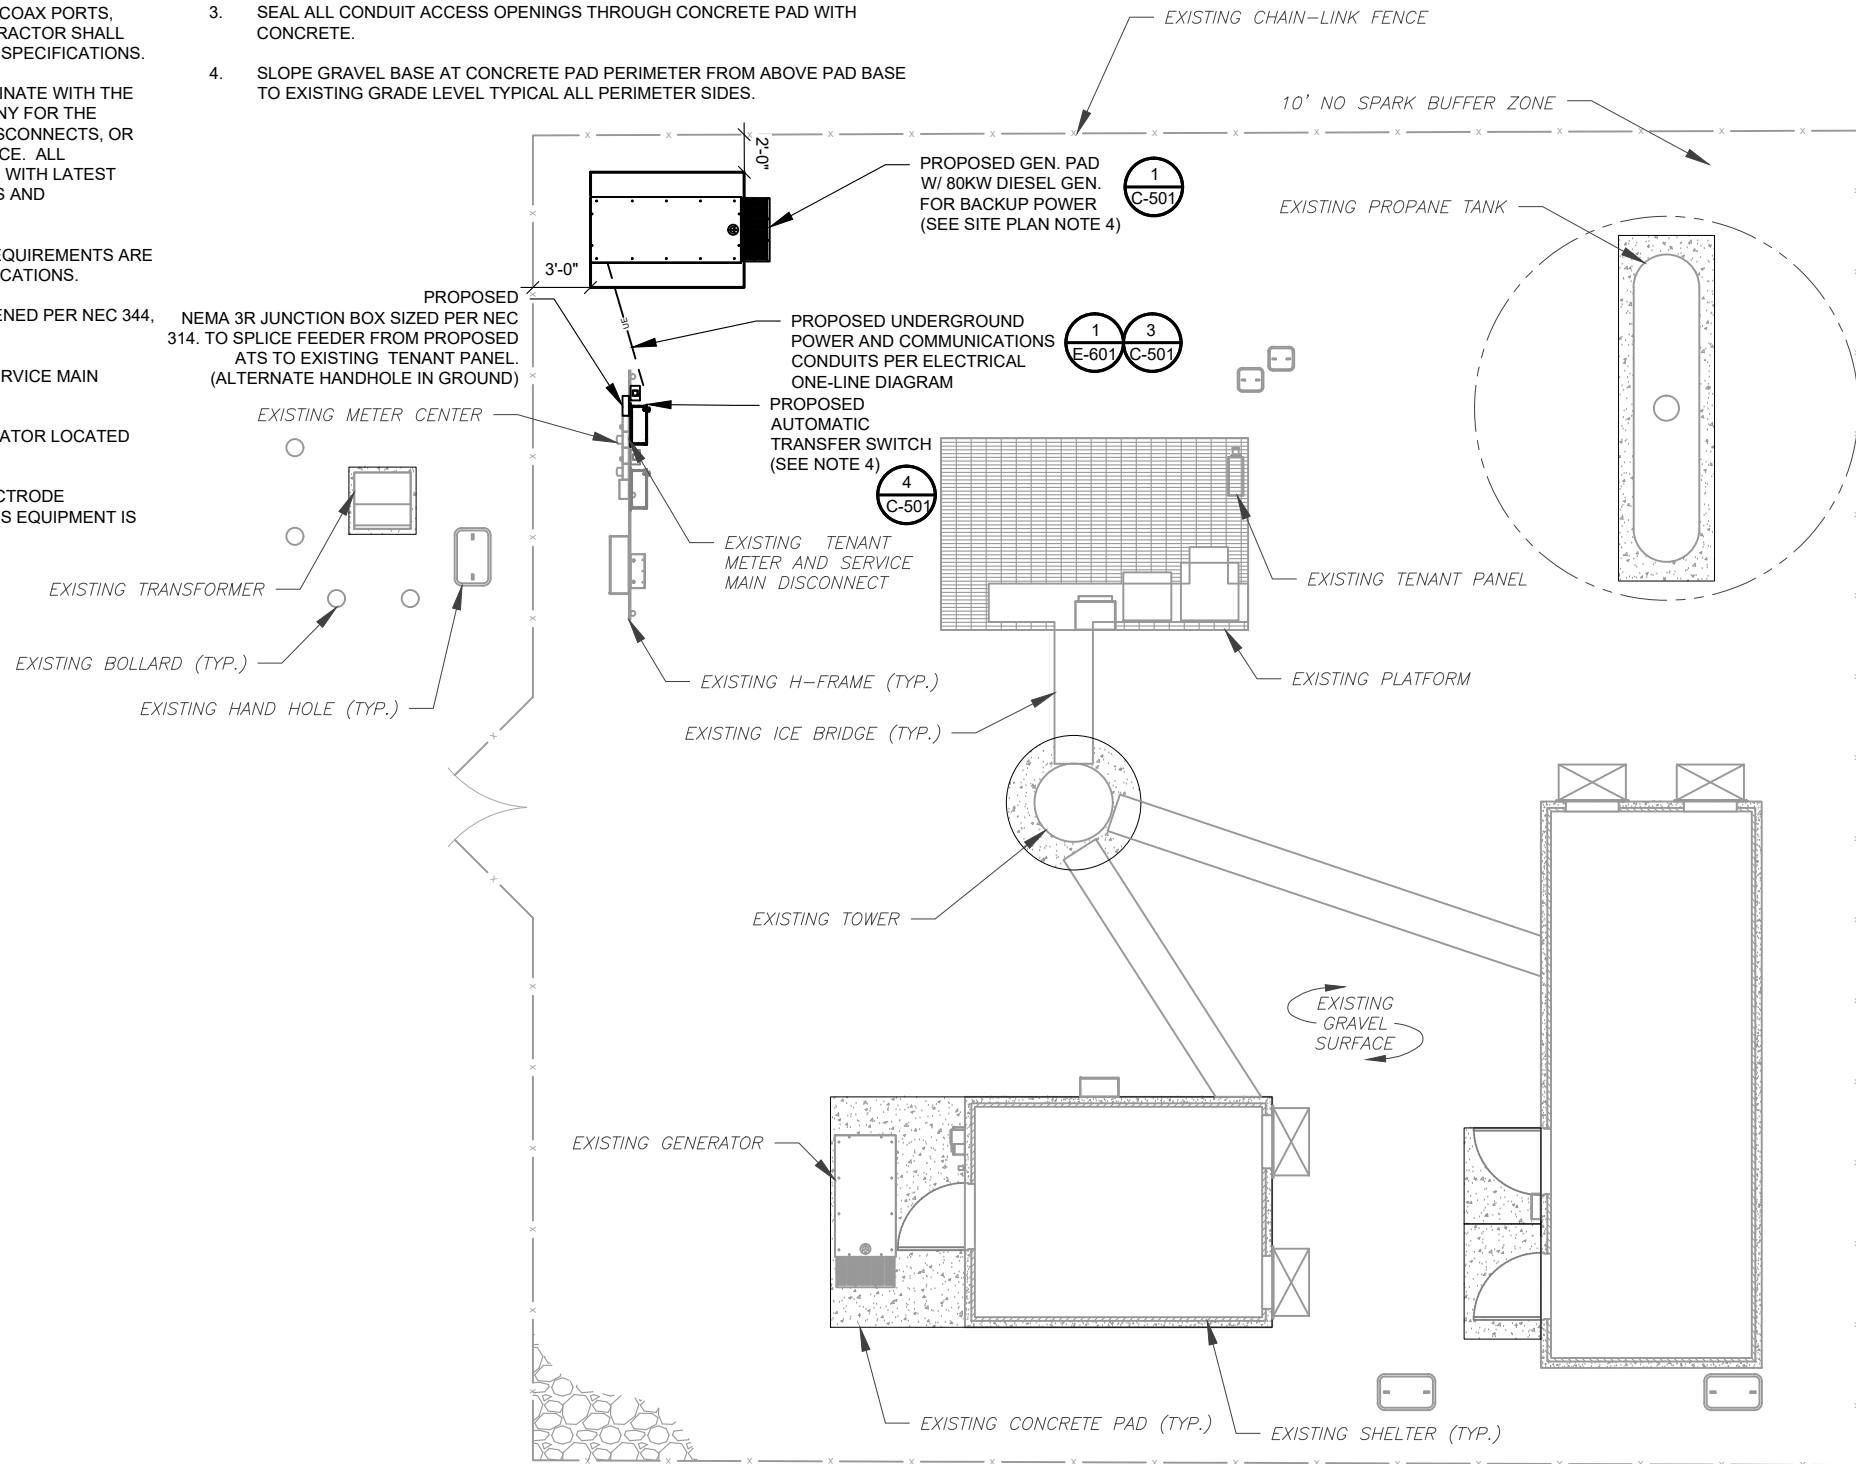 COAX PORTS,
RACTOR SHALL
SPECIFICATIONS.
INATE WITH THE
NY FOR THE
SCONNECTS, OR
CE. ALL
WITH LATEST
S AND
EQUIREMENTS ARE
CATIONS.
ENED PER NEC 344,
ERVICE MAIN
ATOR LOCATED
CTRODE
S EQUIPMENT IS
3. SEAL ALL CONDUIT ACCESS OPENINGS THROUGH CONCRETE PAD WITH
CONCRETE.
4. SLOPE GRAVEL BASE AT CONCRETE PAD PERIMETER FROM ABOVE PAD BASE
TO EXISTING GRADE LEVEL TYPICAL ALL PERIMETER SIDES.
EXISTING CHAIN-LINK FENCE
10' NO SPARK BUFFER ZONE
2'-0"
PROPOSED GEN. PAD
W/ 80KW DIESEL GEN.
FOR BACKUP POWER
(SEE SITE PLAN NOTE 4)
1
C-501
EXISTING PROPANE TANK
3'-0"
PROPOSED
NEMA 3R JUNCTION BOX SIZED PER NEC
314. TO SPLICE FEEDER FROM PROPOSED
ATS TO EXISTING TENANT PANEL.
(ALTERNATE HANDHOLE IN GROUND)
UE
PROPOSED UNDERGROUND
POWER AND COMMUNICATIONS
CONDUITS PER ELECTRICAL
ONE-LINE DIAGRAM
1
E-601
3
C-501
EXISTING METER CENTER
PROPOSED
AUTOMATIC
TRANSFER SWITCH
(SEE NOTE 4)
4
C-501
EXISTING TENANT
METER AND SERVICE
MAIN DISCONNECT
EXISTING TRANSFORMER
EXISTING TENANT PANEL
EXISTING BOLLARD (TYP.)
EXISTING H-FRAME (TYP.)
EXISTING PLATFORM
EXISTING HAND HOLE (TYP.)
EXISTING ICE BRIDGE (TYP.)
EXISTING TOWER
EXISTING
GRAVEL
SURFACE
EXISTING GENERATOR
EXISTING CONCRETE PAD (TYP.)
EXISTING SHELTER (TYP.)